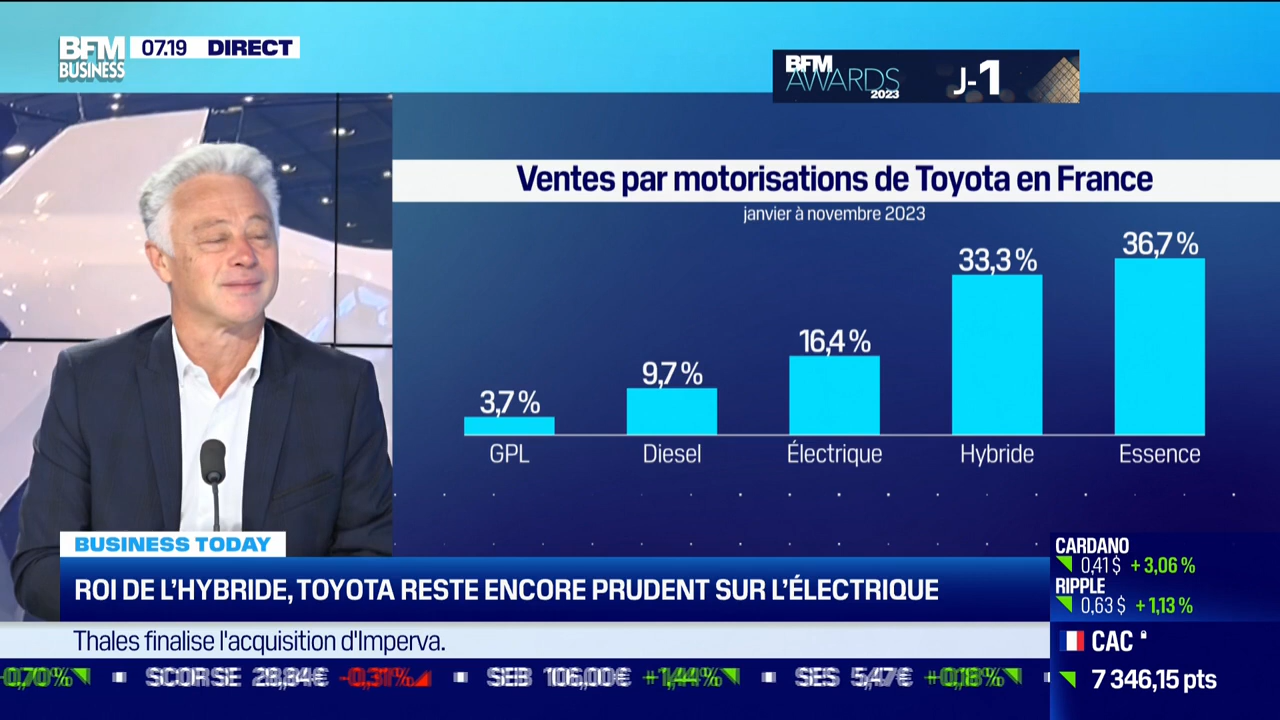 BFM
BUSINESS
07.19 DIRECT
BFM
AWARDS
2023
J-1
Ventes par motorisations de Toyota en France
janvier à novembre 2023
3,7 %
9,7 %
16,4 %
33,3 %
36,7 %
GPL
Diesel
Électrique
Hybride
Essence
BUSINESS TODAY
ROI DE L'HYBRIDE, TOYOTA RESTE ENCORE PRUDENT SUR L'ÉLECTRIQUE
Thales finalise l'acquisition d'Imperva.
CARDANO
0,41 $ + 3,06 %
RIPPLE
0,63 $ + 1,13 %
CAC
7 346,15 pts
-0,70% SCOR SE 28,84€ -0,31% SEB 106,00€ +1,44% SES 5,47€ +0,18%